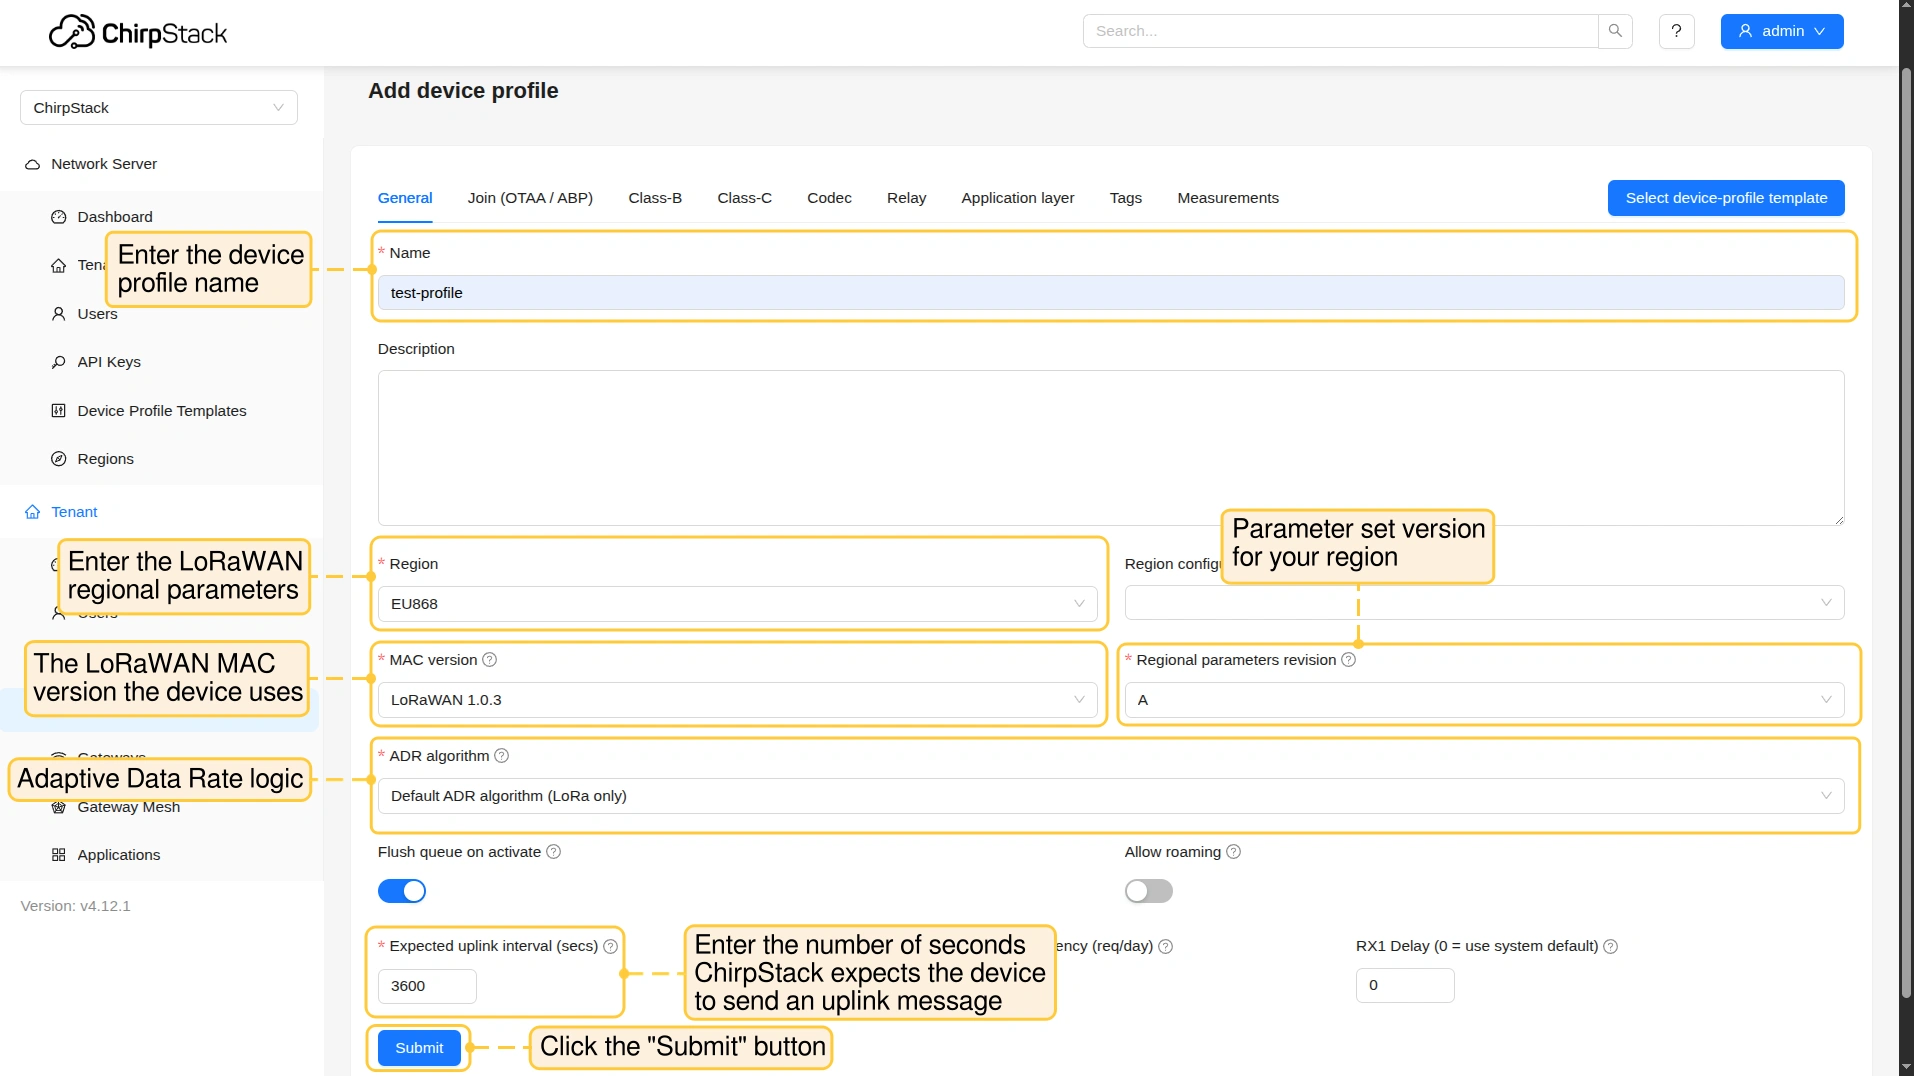 ChirpStack
Search...
?
admin
ChirpStack
Add device profile
Network Server
Dashboard
Users
API Keys
Device Profile Templates
Regions
Tenant
Gateway Mesh
Applications
Version: v4.12.1
General
Join (OTAA / ABP)
Class-B
Class-C
Codec
Relay
Application layer
Tags
Measurements
Select device-profile template
Enter the device
profile name
* Name
test-profile
Description
Parameter set version
for your region
Enter the LoRaWAN
regional parameters
* Region
EU868
Region
The LoRaWAN MAC
version the device uses
* MAC version
LoRaWAN 1.0.3
* Regional parameters revision
A
Adaptive Data Rate logic
* ADR algorithm
Default ADR algorithm (LoRa only)
Flush queue on activate
Allow roaming
* Expected uplink interval (secs)
3600
Enter the number of seconds
ChirpStack expects the device
to send an uplink message
(req/day)
RX1 Delay (0 = use system default)
0
Submit
Click the "Submit" button